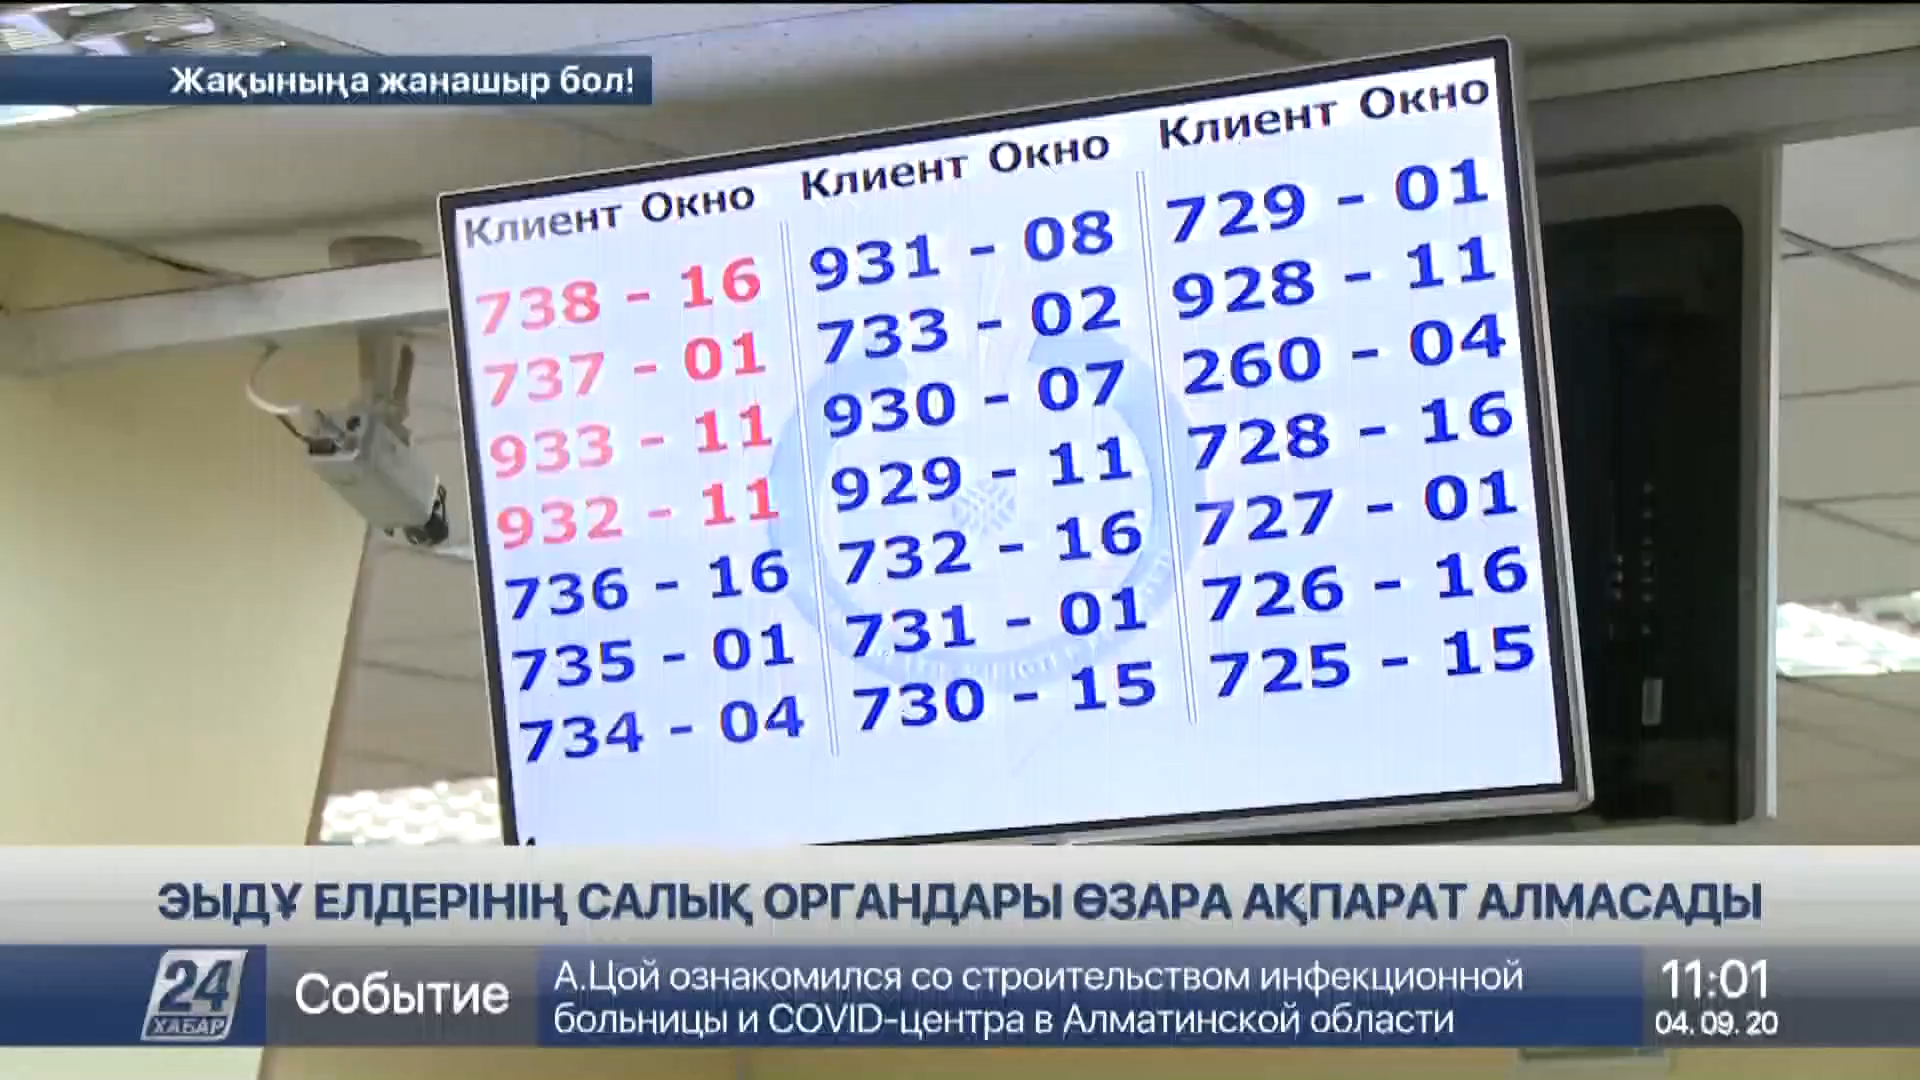 Жақыныңа жанашыр бол!
Клиент Окно
738 - 16
737 - 01
933 - 11
932 - 11
736 - 16
735 - 01
734 - 04
Клиент Окно
931 - 08
733 - 02
930 - 07
929 - 11
732 - 16
731 - 01
730 - 15
Клиент Окно
729 - 01
928 - 11
260 - 04
728 - 16
727 - 01
726 - 16
725 - 15
ЭЫДҰ ЕЛДЕРІНІҢ САЛЫҚ ОРГАНДАРЫ ӨЗАРА АҚПАРАТ АЛМАСАДЫ
24
ХАБАР
Событие
А.Цой ознакомился со строительством инфекционной
больницы и COVID-центра в Алматинской области
11:01
04. 09. 20